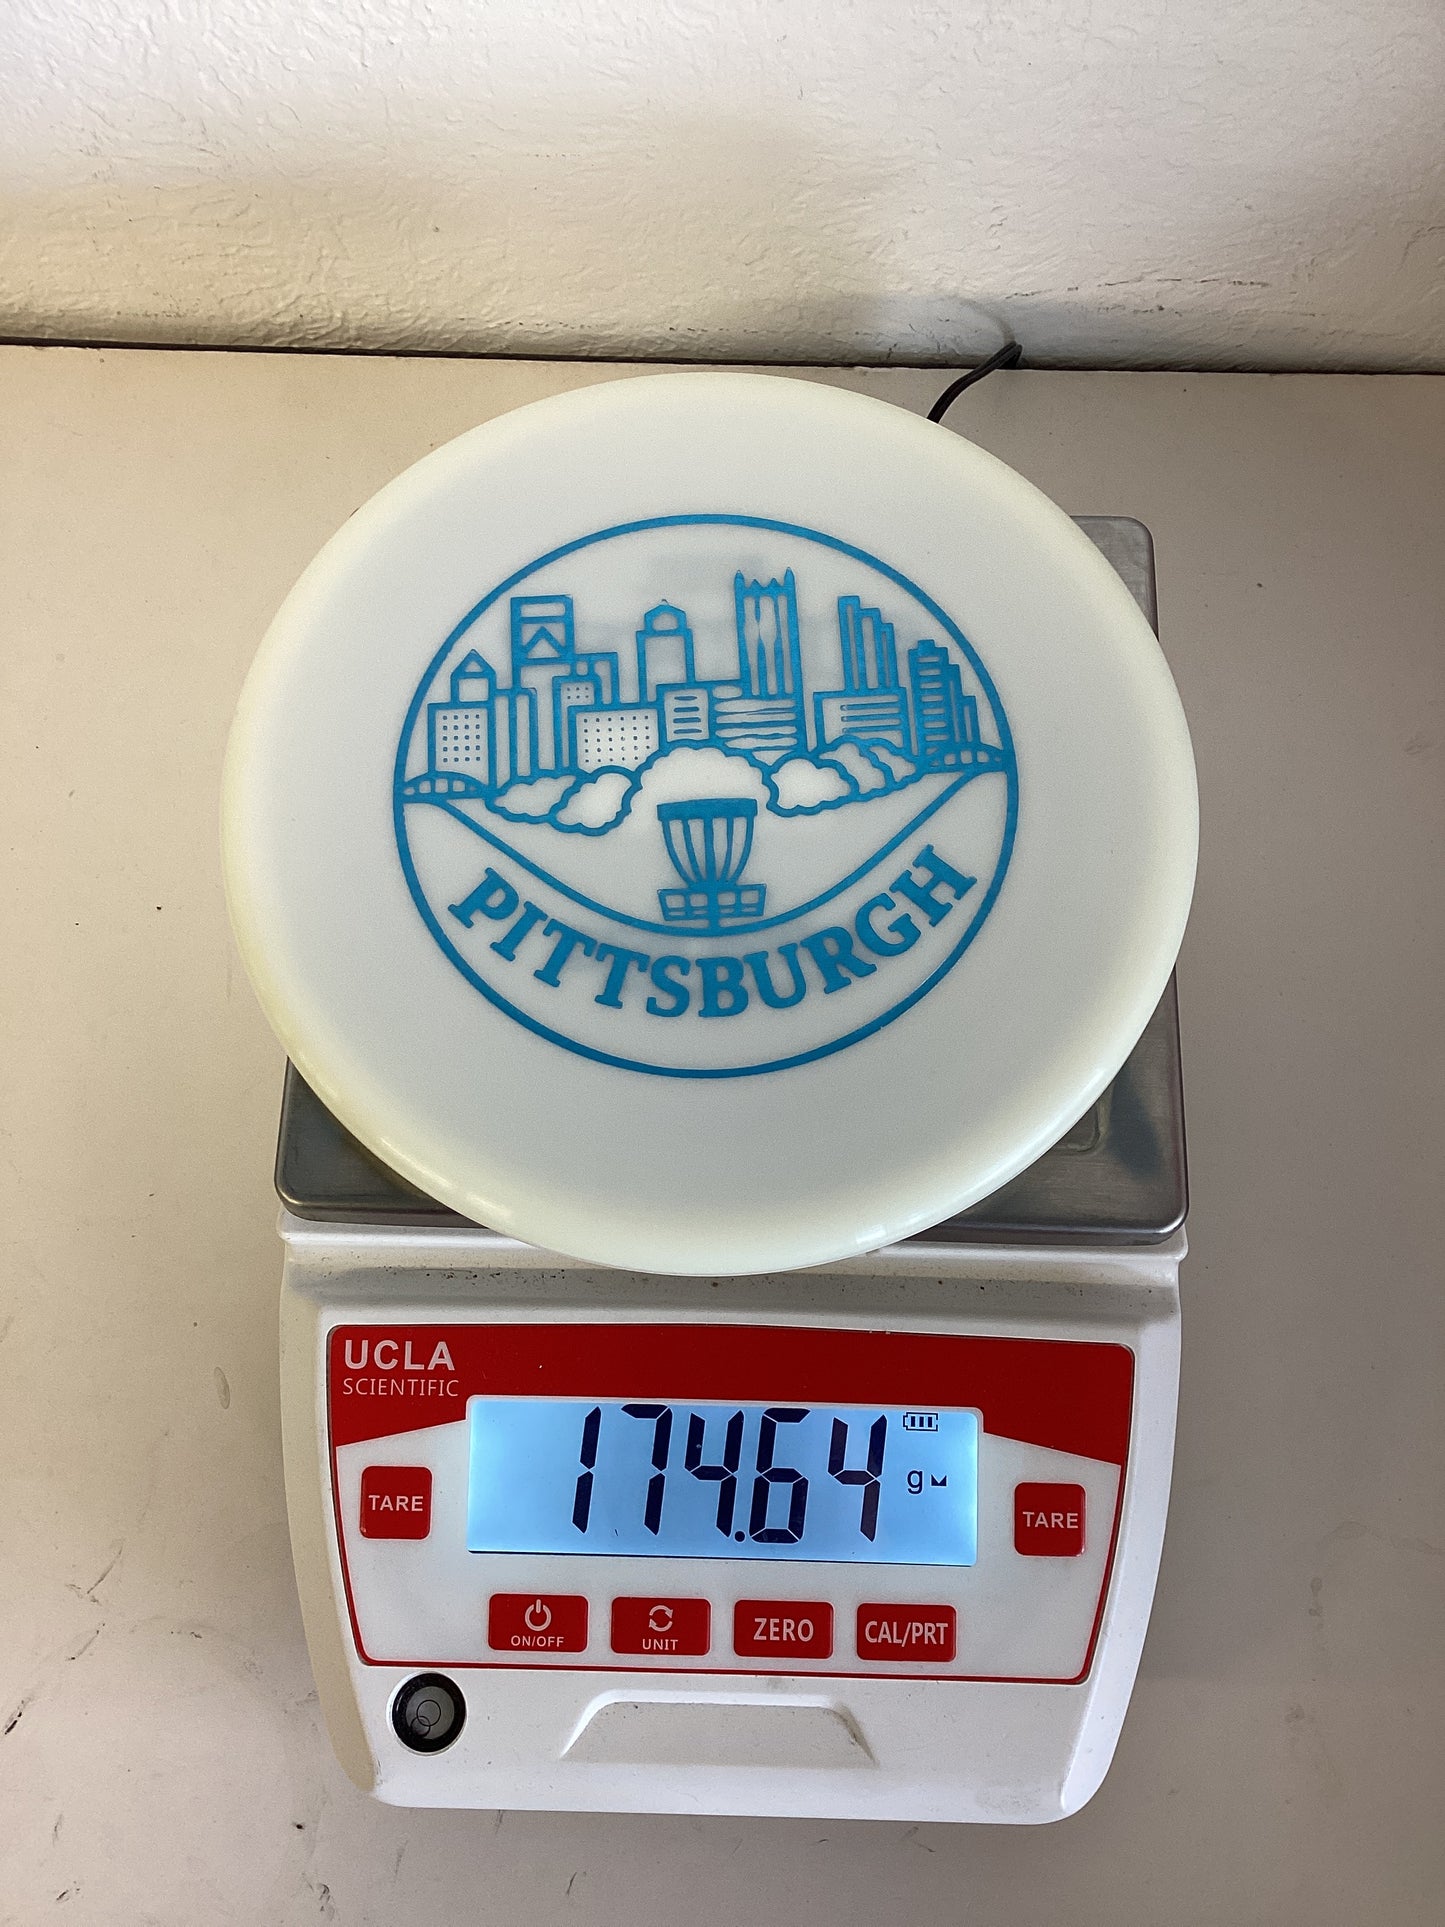 PITTSBURGH
UCLA
SCIENTIFIC
174.64
g
TARE
TARE
ON/OFF
UNIT
ZERO
CAL/PRT